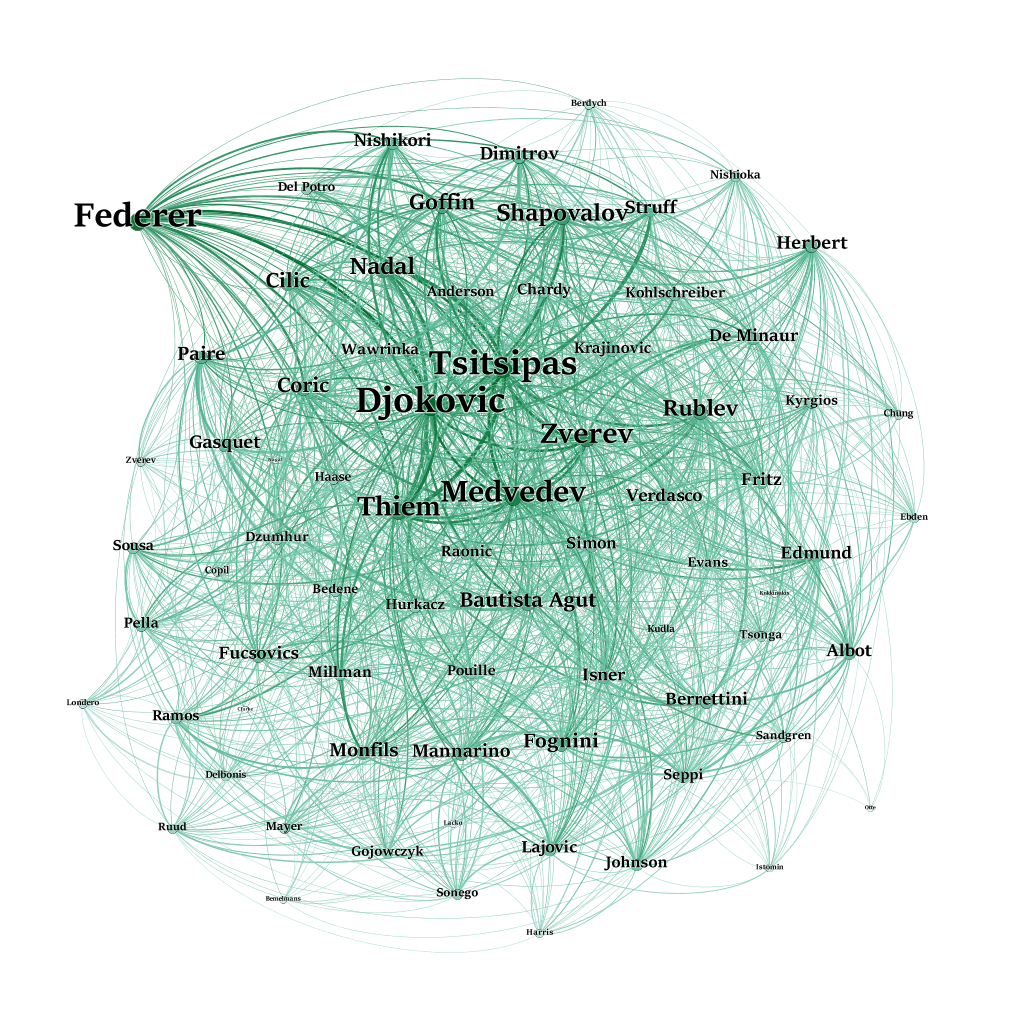 Berdych
Nishikori
Dimitrov
Nishioka
Del Potro
Goffin
Shapovalov
Struff
Federer
Herbert
Nadal
Cilic
Anderson
Chardy
Kohlschreiber
De Minaur
Wawrinka
Krajinovic
Paire
Tsitsipas
Coric
Djokovic
Kyrgios
Rublev
Chung
Zverev
Gasquet
Zverev
Haase
Fritz
Medvedev
Verdasco
Thiem
Ebden
Dzumhur
Sousa
Raonic
Simon
Edmund
Evans
Copil
Bedene
Hurkacz
Bautista Agut
Pella
Kudla
Tsonga
Fucsovics
Albot
Millman
Pouille
Isner
Londero
Berrettini
Ramos
Sandgren
Monfils
Mannarino
Fognini
Delbonis
Seppi
Otte
Ruud
Mayer
Lacko
Gojowczyk
Lajovic
Johnson
Istomin
Sonego
Bemelmans
Harris